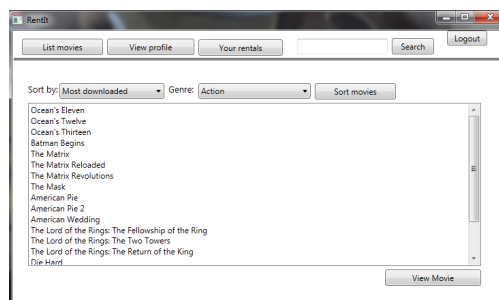 RentIt
Logout
List movies View profile Your rentals Search
Sort by: Most downloaded Genre: Action Sort movies
Ocean's Eleven
Ocean's Twelve
Ocean's Thirteen
Batman Begins
The Matrix
The Matrix Reloaded
The Matrix Revolutions
The Mask
American Pie
American Pie 2
American Wedding
The Lord of the Rings: The Fellowship of the Ring
The Lord of the Rings: The Two Towers
The Lord of the Rings: The Return of the King
Die Hard
View Movie